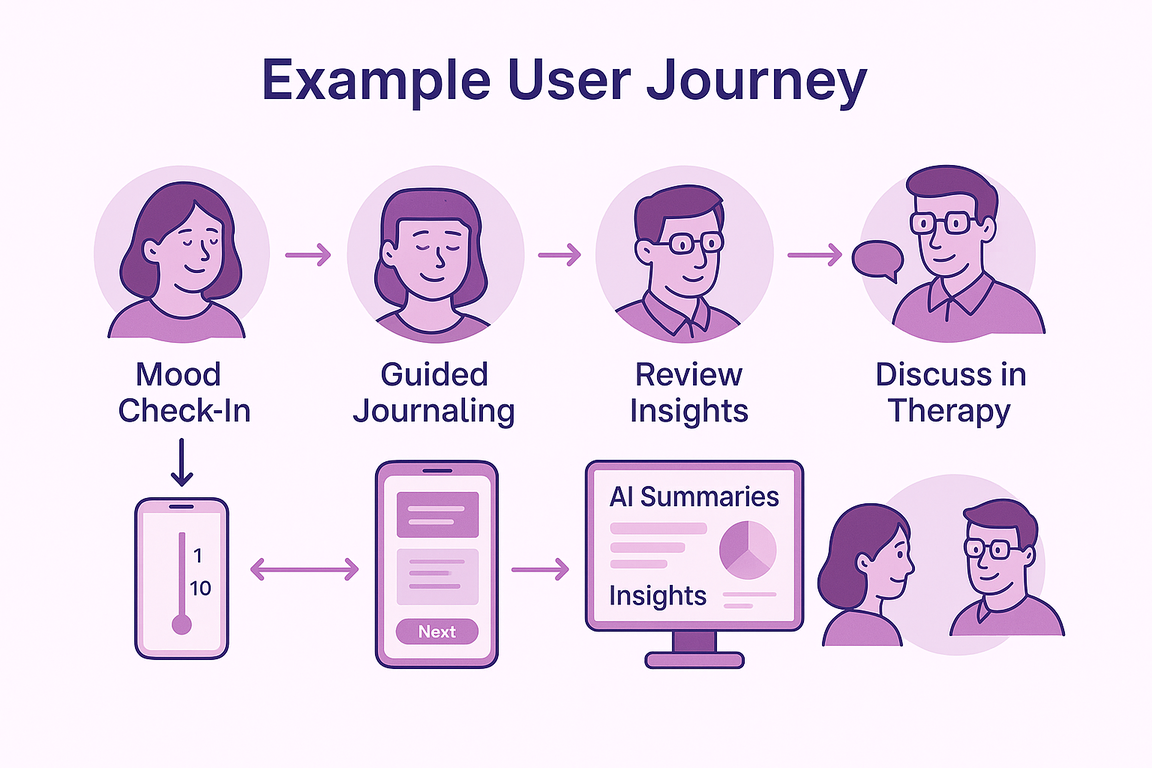 Example User Journey
Mood
Check-In
Guided
Journaling
Review
Insights
Discuss in
Therapy
1
10
Next
AI Summaries
Insights